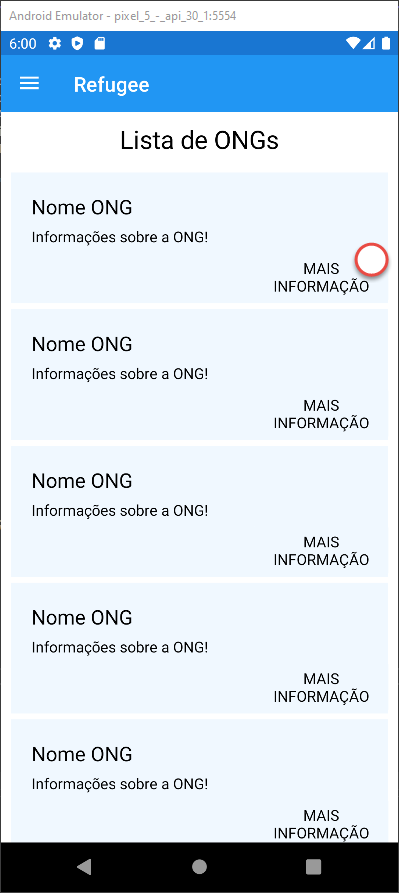 Android Emulator - pixel_5_-_api_30_1:5554
6:00
Refugee
Lista de ONGs
Nome ONG
Informações sobre a ONG!
MAIS
INFORMAÇÃO
Nome ONG
Informações sobre a ONG!
MAIS
INFORMAÇÃO
Nome ONG
Informações sobre a ONG!
MAIS
INFORMAÇÃO
Nome ONG
Informações sobre a ONG!
MAIS
INFORMAÇÃO
Nome ONG
Informações sobre a ONG!
MAIS
INFORMAÇÃO